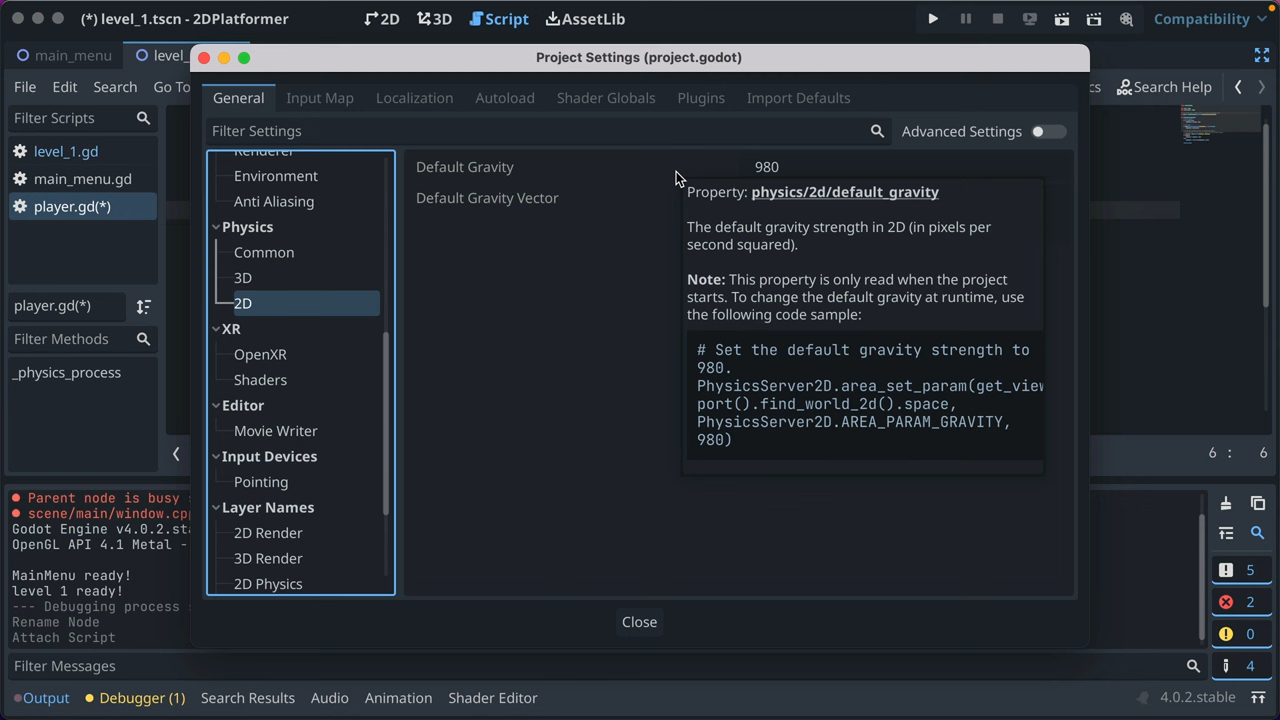 (*) level_1.tscn - 2DPlatformer
2D
3D
Script
AssetLib
Compatibility
main_menu
level_
Project Settings (project.godot)
File Edit Search Go To
Search Help
General Input Map Localization Autoload Shader Globals Plugins Import Defaults
Filter Scripts
Filter Settings
Advanced Settings
level_1.gd
main_menu.gd
player.gd(*)
player.gd(*)
Filter Methods
_physics_process
Environment
Anti Aliasing
Physics
Common
3D
2D
XR
OpenXR
Shaders
Editor
Movie Writer
Input Devices
Pointing
Layer Names
2D Render
3D Render
2D Physics
Default Gravity
980
Default Gravity Vector
Property: physics/2d/default_gravity
The default gravity strength in 2D (in pixels per
second squared).
Note: This property is only read when the project
starts. To change the default gravity at runtime, use
the following code sample:
# Set the default gravity strength to
980.
PhysicsServer2D.area_set_param(get_view
port().find_world_2d().space,
PhysicsServer2D.AREA_PARAM_GRAVITY,
980)
Close
6 : 6
Parent node is busy
scene/main/window.cpp
Godot Engine v4.0.2.sta
OpenGL API 4.1 Metal -
MainMenu ready!
level 1 ready!
--- Debugging process
Rename Node
Attach Script
5
2
0
4
Filter Messages
Output Debugger (1) Search Results Audio Animation Shader Editor
4.0.2.stable